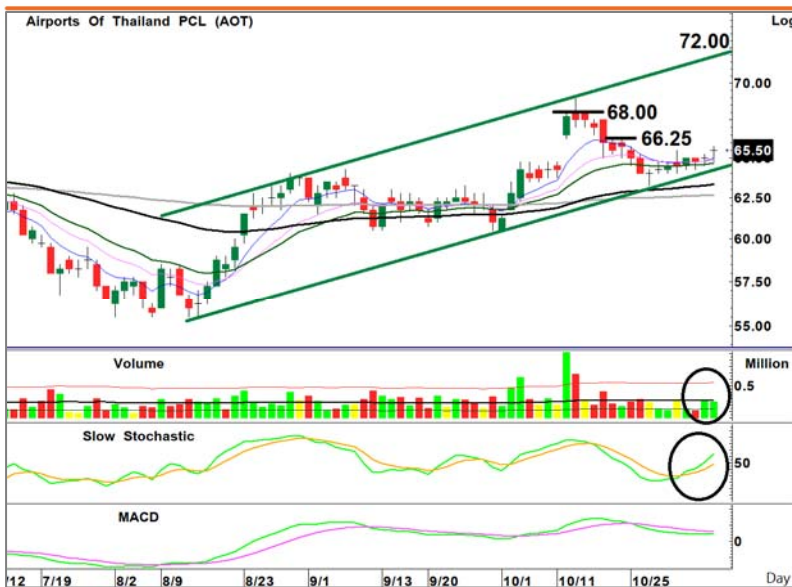 Airports Of Thailand PCL (AOT)
Log
72.00
70.00
68.00
66.25
65.50
62.50
60.00
57.50
55.00
Volume
Million
0.5
Slow Stochastic
50
MACD
0
/12 7/19 8/2 8/9 8/23 9/1 9/13 9/20 10/1 10/11 10/25 Day